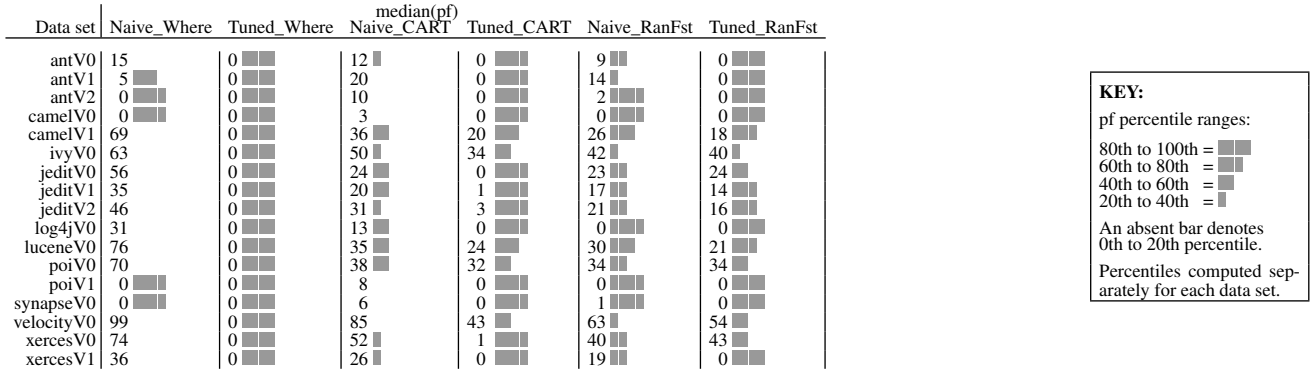 median(pf)
Data set Naive_Where Tuned_Where Naive_CART Tuned_CART Naive_RanFst Tuned_RanFst
antV0 15 0 12 0 9 0
antV1 5 0 20 0 14 0
antV2 0 0 10 0 2 0
camelV0 0 0 3 0 0 0
camelV1 69 0 36 20 26 18
ivyV0 63 0 50 34 42 40
jeditV0 56 0 24 0 23 24
jeditV1 35 0 20 1 17 14
jeditV2 46 0 31 3 21 16
log4jV0 31 0 13 0 0 0
luceneV0 76 0 35 24 30 21
poiV0 70 0 38 32 34 34
poiV1 0 0 8 0 0 0
synapseV0 0 0 6 0 1 0
velocityV0 99 0 85 43 63 54
xercesV0 74 0 52 1 40 43
xercesV1 36 0 26 0 19 0
KEY:
pf percentile ranges:
80th to 100th =
60th to 80th =
40th to 60th =
20th to 40th =
An absent bar denotes
0th to 20th percentile.
Percentiles computed sep-
arately for each data set.